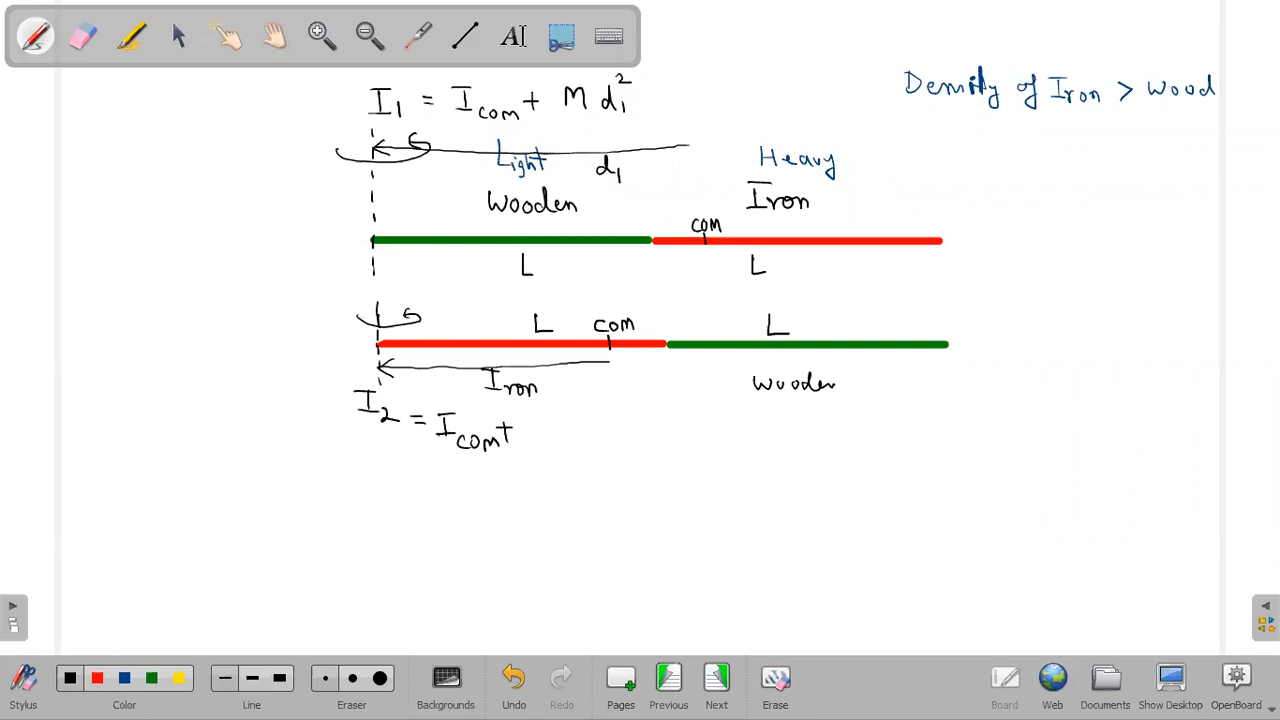 I1 = Icom + M d1²
Density of Iron > wood
Light
d1
Heavy
Wooden
Iron
com
L
L
L
com
L
Iron
wooden
I2 = Icom+
Stylus
Color
Line
Eraser
Backgrounds
Undo
Redo
Pages
Previous
Next
Erase
Board
Web
Documents
Show Desktop
OpenBoard